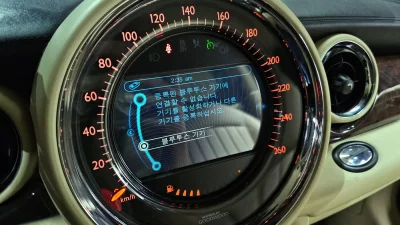 2:35 am
등록된 블루투스 기기에
연결할 수 없습니다.
기기를 활성화하거나 다른
기기를 등록하십시오.
블루투스 기기
20
40
60
80
100
120
140
160
180
200
220
240
260
km/h